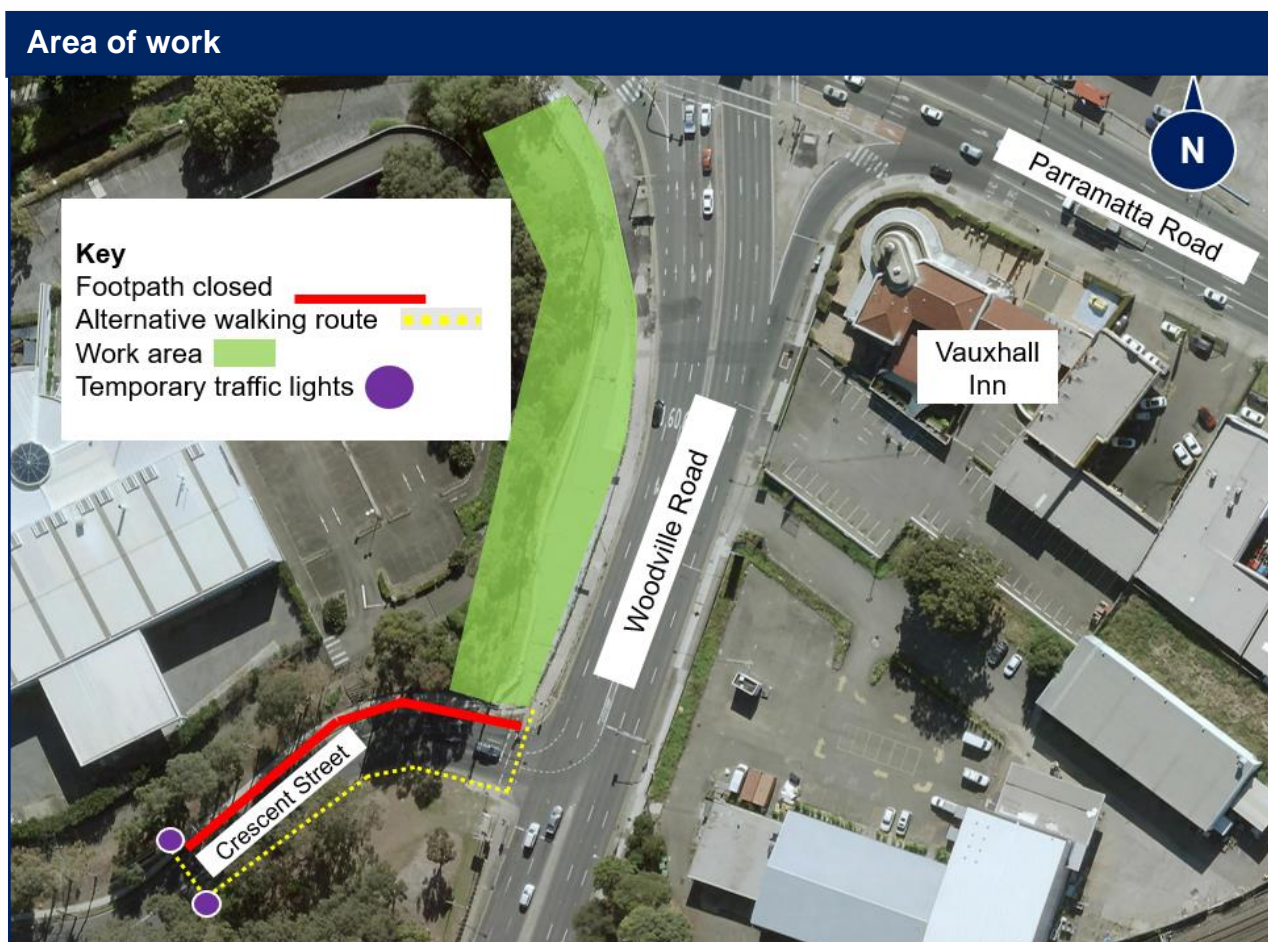 Area of work
N
Parramatta Road
Key
Footpath closed
Alternative walking route
Work area
Temporary traffic lights
Vauxhall
Inn
Woodville Road
Crescent Street